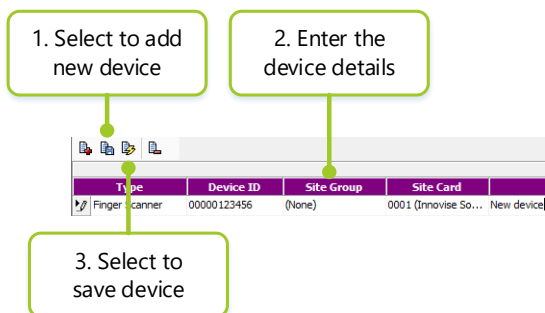 1. Select to add
new device
2. Enter the
device details
Type Device ID Site Group Site Card
Finger Scanner 00000123456 (None) 0001 (Innovise So... New device
3. Select to
save device